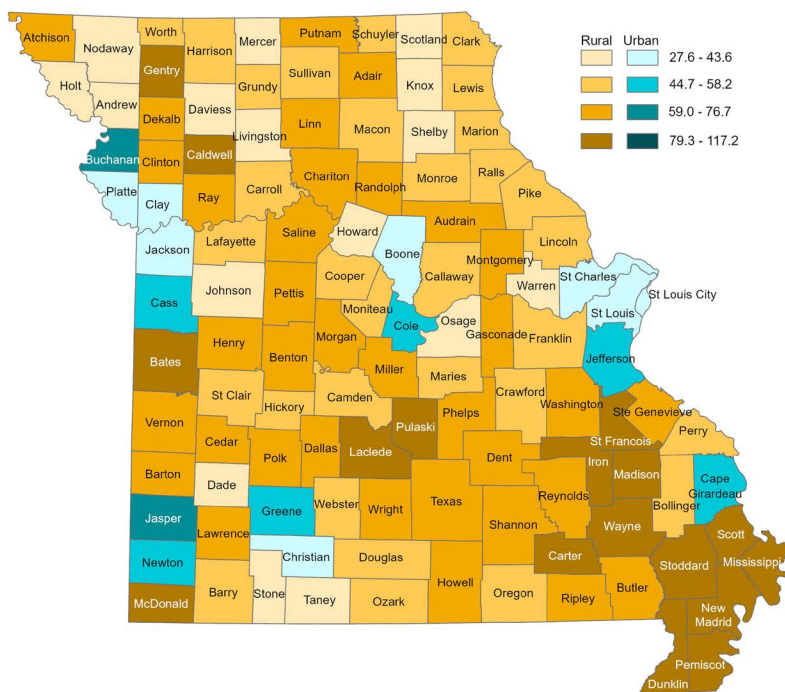 Atchison
Nodaway
Worth
Harrison
Mercer
Putnam
Schuyler
Scotland
Clark
Rural
Urban
27.6 - 43.6
44.7 - 58.2
59.0 - 76.7
79.3 - 117.2
Holt
Gentry
Andrew
Daviess
Grundy
Sullivan
Adair
Knox
Lewis
Dekalb
Livingston
Linn
Macon
Shelby
Marion
Buchanan
Clinton
Caldwell
Platte
Clay
Ray
Carroll
Chariton
Randolph
Monroe
Ralls
Pike
Audrain
Jackson
Lafayette
Saline
Howard
Boone
Callaway
Montgomery
Lincoln
Warren
St Charles
St Louis City
St Louis
Cass
Johnson
Pettis
Cooper
Moniteau
Cole
Osage
Gasconade
Franklin
Jefferson
Bates
Henry
Benton
Morgan
Miller
Maries
Crawford
Washington
Ste Genevieve
St Francois
Perry
St Clair
Hickory
Camden
Pulaski
Phelps
Vernon
Cedar
Polk
Dallas
Laclede
Dent
Iron
Madison
Cape
Girardeau
Barton
Dade
Greene
Webster
Wright
Texas
Reynolds
Shannon
Wayne
Bollinger
Scott
Mississippi
Jasper
Lawrence
Christian
Douglas
Carter
Stoddard
Newton
McDonald
Barry
Stone
Taney
Ozark
Howell
Oregon
Ripley
Butler
New
Madrid
Pemiscot
Dunklin